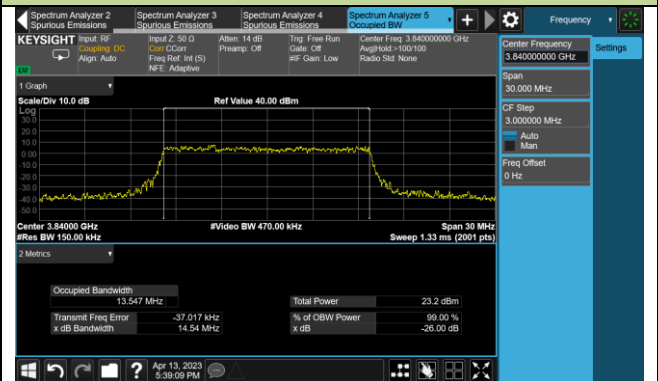 Spectrum Analyzer 2
Spurious Emissions
Spectrum Analyzer 3
Spurious Emissions
Spectrum Analyzer 4
Spurious Emissions
Spectrum Analyzer 5
Occupied BW
+
Frequency
KEYSIGHT
Input: RF
Coupling: DC
Align: Auto
Input Z: 50 Ω
Corr CCorr
Freq Ref: Int (S)
NFE: Adaptive
Atten: 14 dB
Preamp: Off
Trig: Free Run
Gate: Off
#IF Gain: Low
Center Freq: 3.840000000 GHz
Avg|Hold:>100/100
Radio Std: None
Center Frequency
3.840000000 GHz
Settings
Span
30.000 MHz
CF Step
3.000000 MHz
Auto
Man
Freq Offset
0 Hz
1 Graph
Scale/Div 10.0 dB
Ref Value 40.00 dBm
Log
30.0
20.0
10.0
0.00
-10.0
-20.0
-30.0
-40.0
-50.0
Center 3.84000 GHz
#Video BW 470.00 kHz
Span 30 MHz
#Res BW 150.00 kHz
Sweep 1.33 ms (2001 pts)
2 Metrics
Occupied Bandwidth
13.547 MHz
Total Power
23.2 dBm
Transmit Freq Error
-37.017 kHz
% of OBW Power
99.00 %
x dB Bandwidth
14.54 MHz
x dB
-26.00 dB
?
Apr 13, 2023
5:39:09 PM